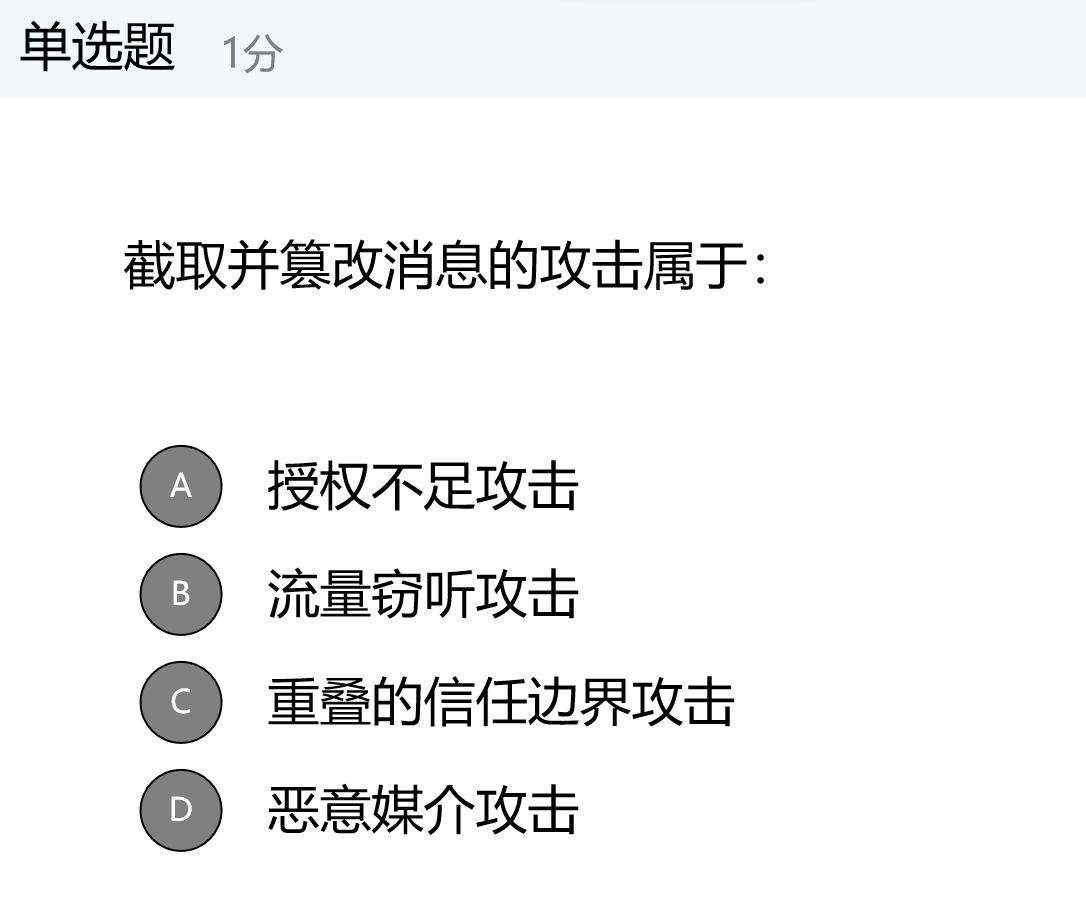 单选题 1分
截取并篡改消息的攻击属于：
A 授权不足攻击
B 流量窃听攻击
C 重叠的信任边界攻击
D 恶意媒介攻击